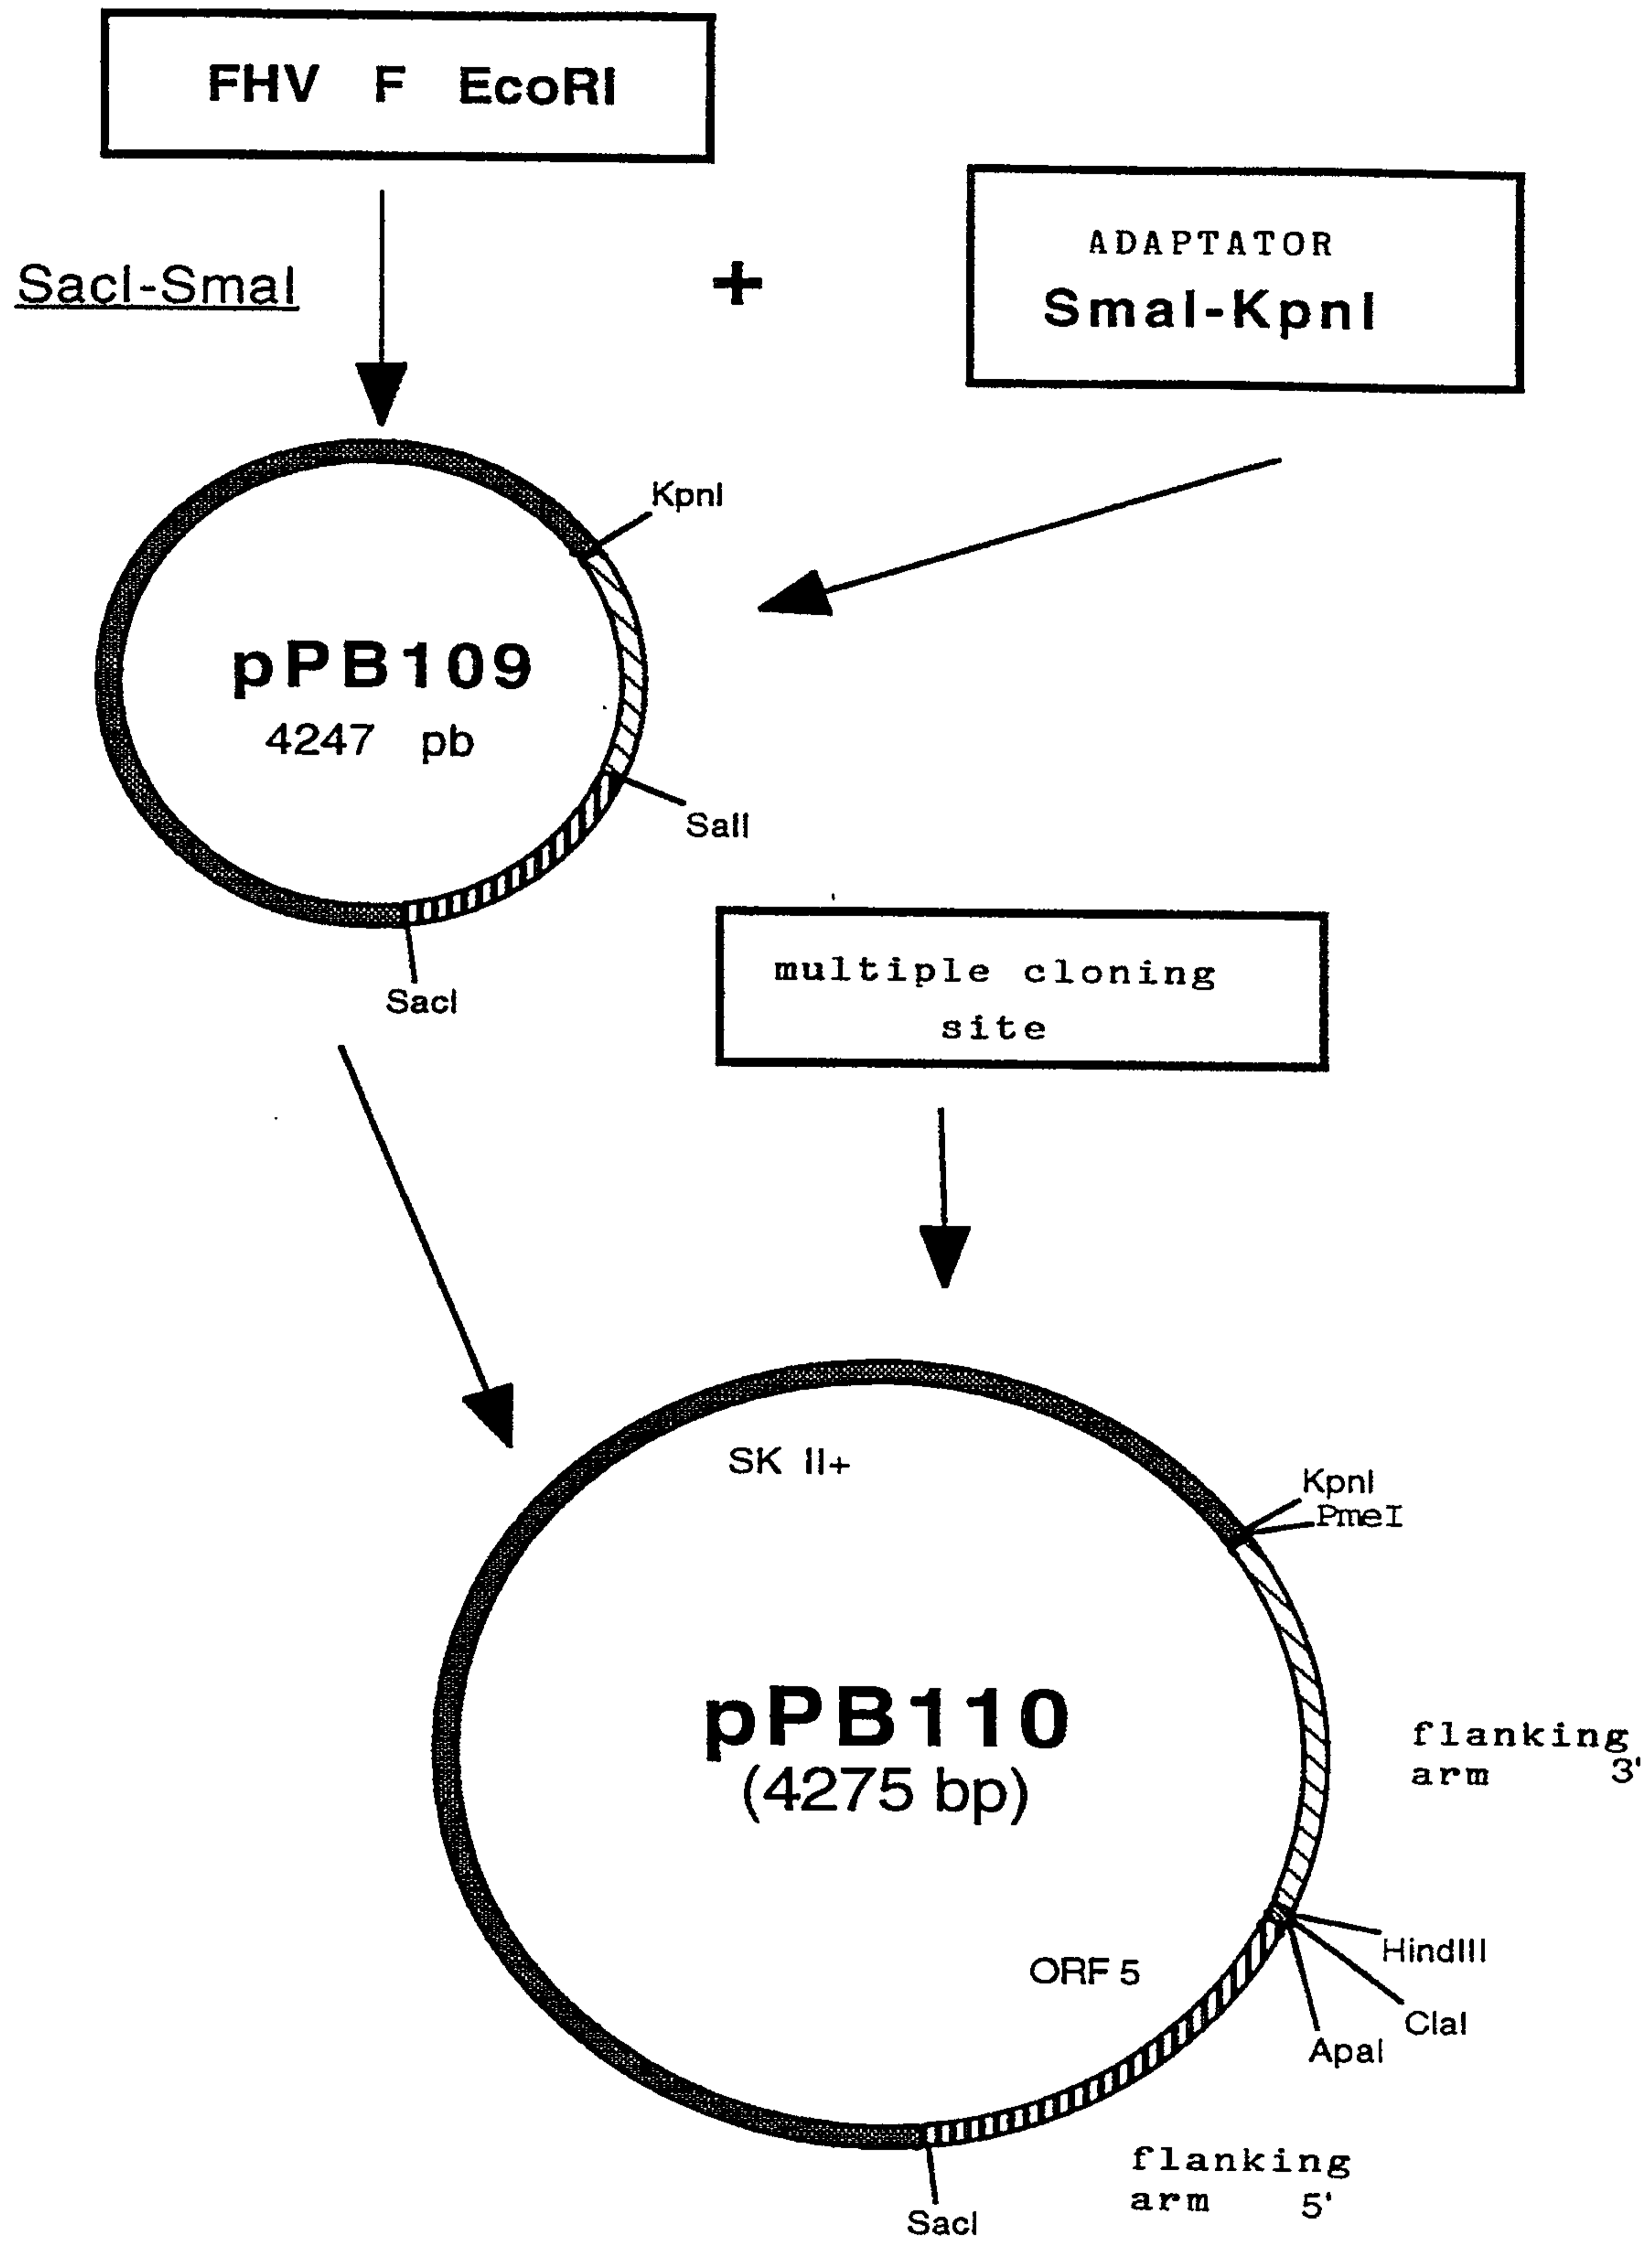 FHV F EcoRI
SacI-SmaI
+
ADAPTATOR
SmaI-KpnI
KpnI
pPB109
4247 pb
SalI
SacI
multiple cloning
site
SK II+
KpnI
PmeI
pPB110
(4275 bp)
flanking
arm 3'
HindIII
ORF 5
ClaI
ApaI
flanking
arm 5'
SacI